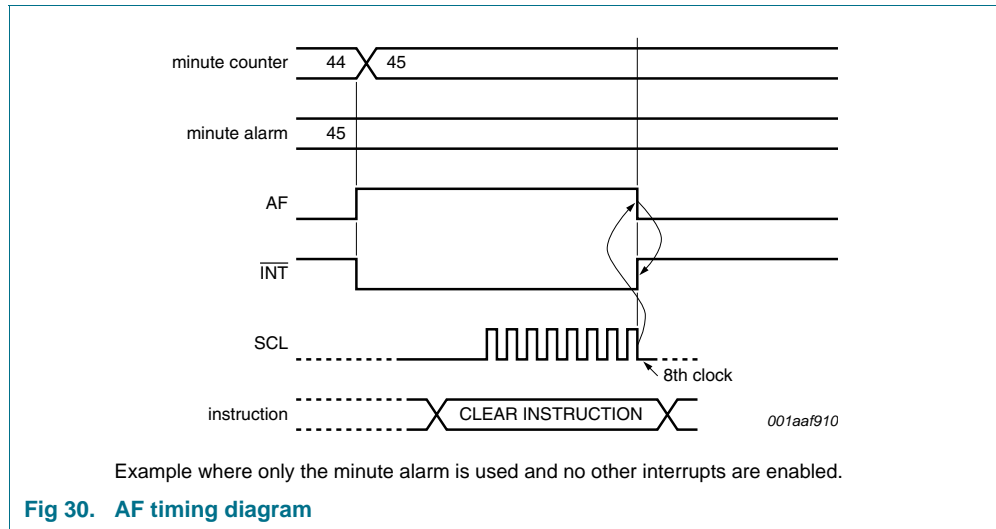 minute counter 44 45
minute alarm 45
AF
INT
SCL
8th clock
instruction CLEAR INSTRUCTION
001aaf910
Example where only the minute alarm is used and no other interrupts are enabled.
Fig 30. AF timing diagram